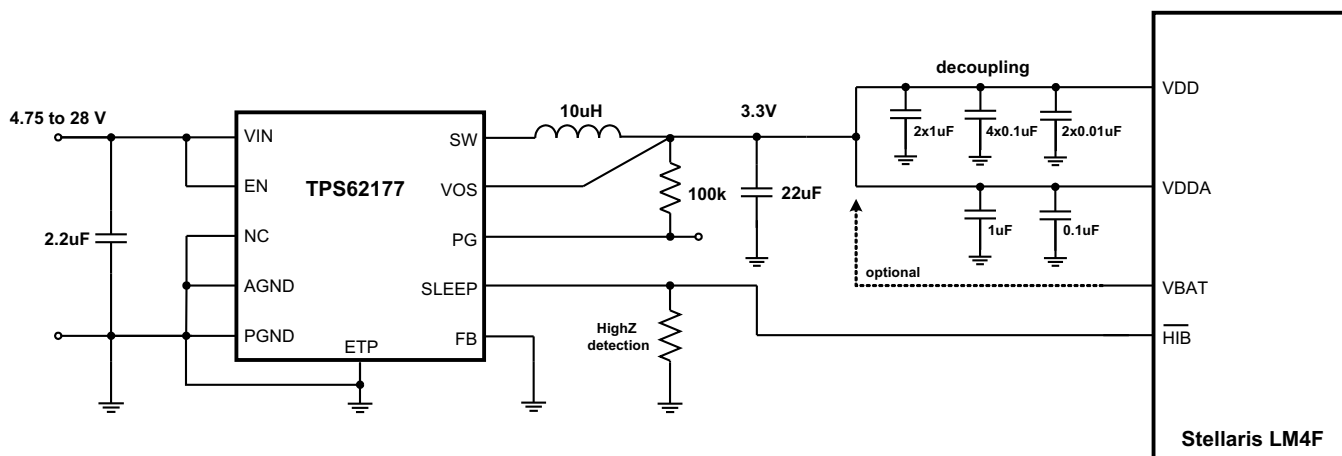 decoupling
VDD
4.75 to 28 V
10uH
3.3V
2x1uF
4x0.1uF
2x0.01uF
VIN
SW
TPS62177
EN
VOS
100k
22uF
VDDA
2.2uF
NC
PG
1uF
0.1uF
optional
AGND
SLEEP
VBAT
PGND
ETP
FB
HighZ
detection
HIB
Stellaris LM4F